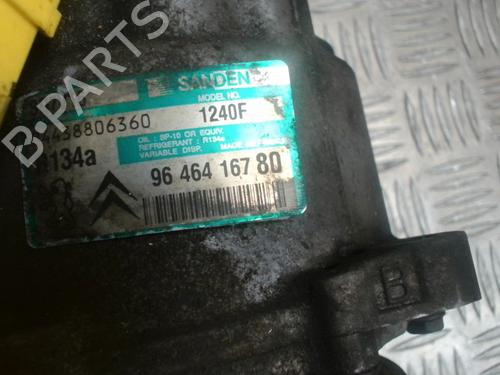 B-PARTS
SANDEN
MODEL NO.
1240F
4438806360
OIL : SP-10 OR EQUIV.
REFRIGERANT : R134a
VARIABLE DISP.
R134a
96 464 167 80
B